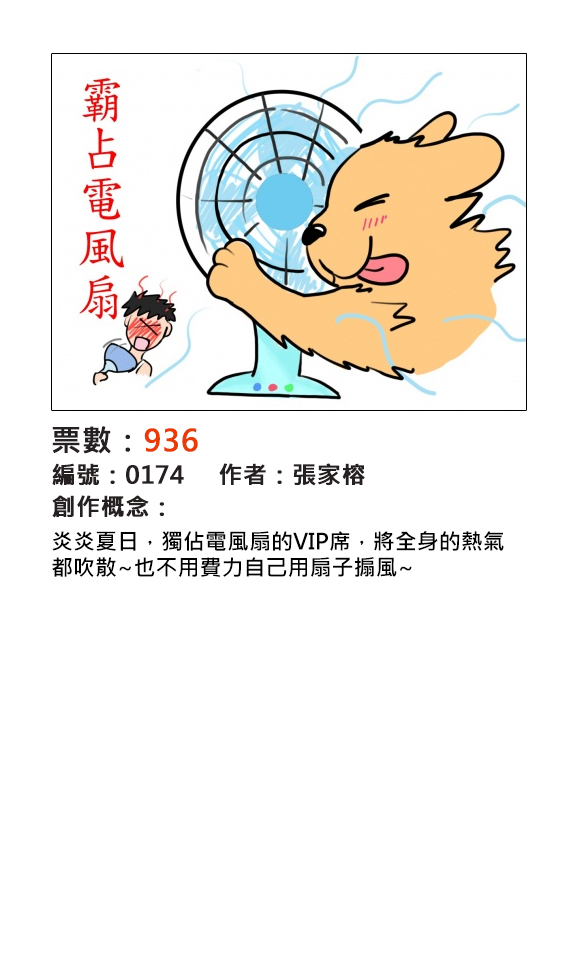 霸占電風扇
票數：936
編號：0174 作者：張家榕
創作概念：
炎炎夏日，獨佔電風扇的VIP席，將全身的熱氣
都吹散~也不用費力自己用扇子搧風~